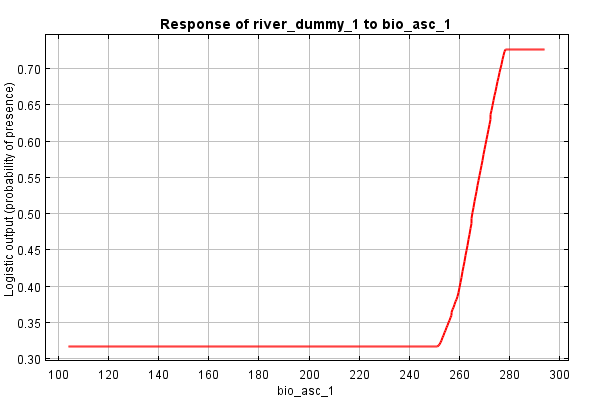 Response of river_dummy_1 to bio_asc_1
Logistic output (probability of presence)
0.70
0.65
0.60
0.55
0.50
0.45
0.40
0.35
0.30
100 120 140 160 180 200 220 240 260 280 300
bio_asc_1